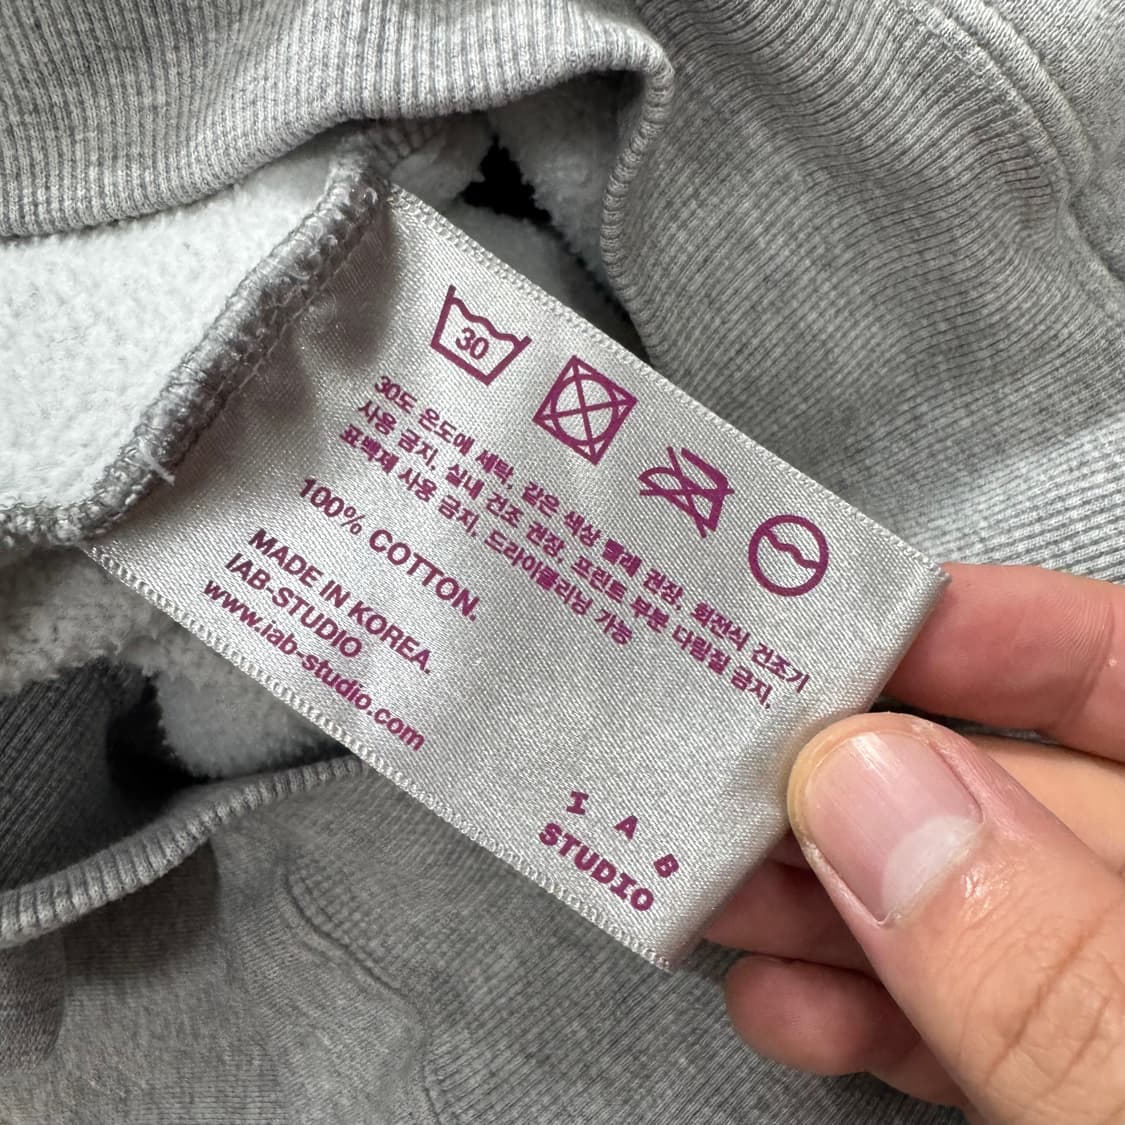 30
30도 온도에 세탁, 같은 색상 빨래 권장, 회전식 건조기
사용 금지, 실내 건조 권장, 프린트 부분 다림질 금지,
표백제 사용 금지, 드라이클리닝 가능
100% COTTON.
MADE IN KOREA.
IAB-STUDIO
www.iab-studio.com
I A B
STUDIO